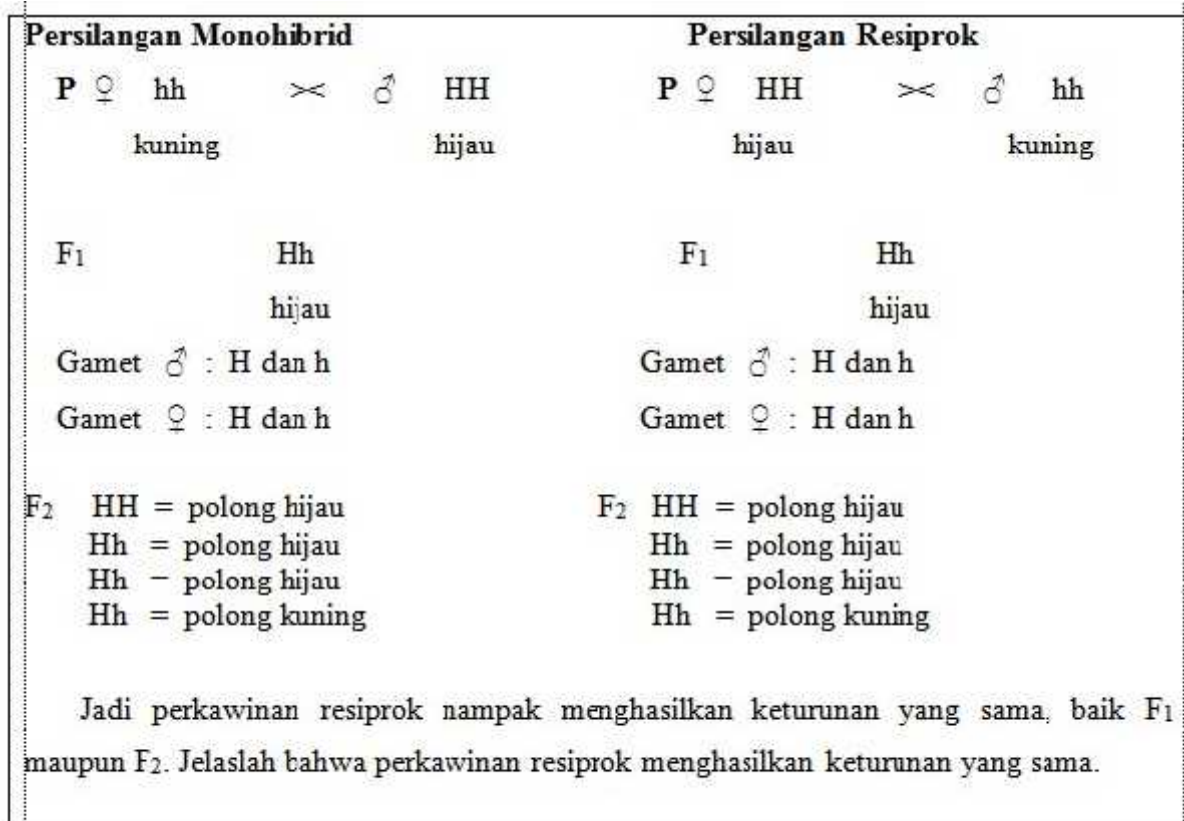 Persilangan Monohibrid Persilangan Resiprok
P ♀ hh >< ♂ HH P ♀ HH >< ♂ hh
kuning hijau hijau kuning
F1 Hh F1 Hh
hijau hijau
Gamet ♂ : H dan h Gamet ♂ : H dan h
Gamet ♀ : H dan h Gamet ♀ : H dan h
F2 HH = polong hijau F2 HH = polong hijau
Hh = polong hijau Hh = polong hijau
Hh = polong hijau Hh = polong hijau
Hh = polong kuning Hh = polong kuning
Jadi perkawinan resiprok nampak menghasilkan keturunan yang sama, baik F1
maupun F2. Jelaslah bahwa perkawinan resiprok menghasilkan keturunan yang sama.